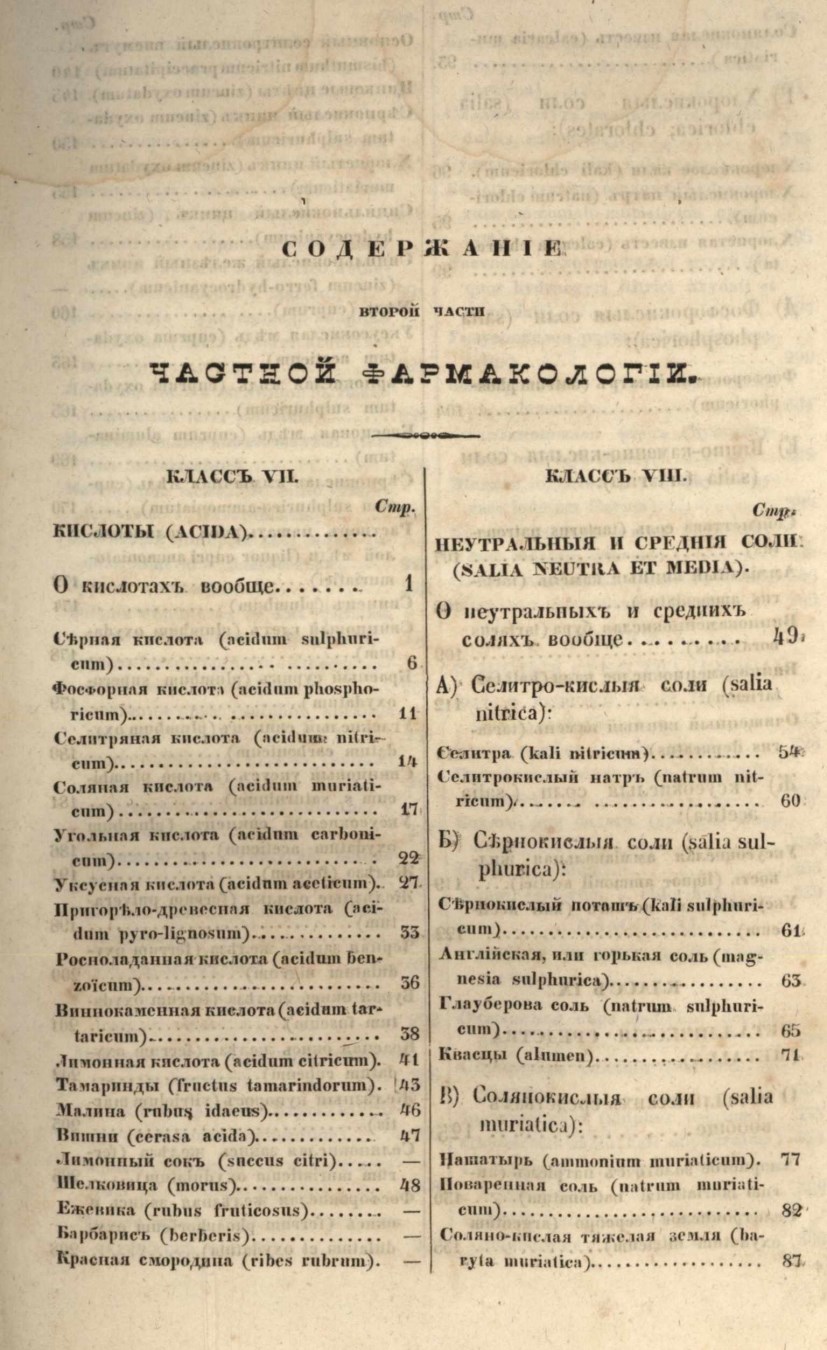 СОДЕРЖАНІЕ
ВТОРОЙ ЧАСТИ
ЧАСТНОЙ ФАРМАКОЛОГІИ.
КЛАССЪ VII.
Стр.
КИСЛОТЫ (ACIDA)..............
О кислотахъ вообще....... 1
Сѣрная кислота (acidum sulphuri-
cum)........................... 6
Фосфорная кислота (acidum phospho-
ricum).......................... 11
Селитряная кислота (acidum nitri-
cum)........................... 14
Соляная кислота (acidum muriati-
cum)........................... 17
Угольная кислота (acidum carboni-
cum)........................... 22
Уксусная кислота (acidum aceticum). 27
Пригорѣло-древесная кислота (aci-
dum pyro-lignosum)............. 33
Росноладанная кислота (acidum ben-
zoïcum)......................... 36
Виннокаменная кислота (acidum tar-
taricum)........................ 38
Лимонная кислота (acidum citricum). 41
Тамаринды (fructus tamarindorum). 43
Малина (rubus idaeus)............. 46
Вишни (cerasa acida)............. 47
Лимонный сокъ (succus citri)..... —
Шелковица (morus)................ 48
Ежевика (rubus fruticosus)........ —
Барбарисъ (berberis).............. —
Красная смородина (ribes rubrum). —
КЛАССЪ VIII.
Стр.
НЕУТРАЛЬНЫЯ И СРЕДНІЯ СОЛИ
(SALIA NEUTRA ET MEDIA).
О неутральныхъ и среднихъ
соляхъ вообще.......... 49
А) Селитро-кислыя соли (salia
nitrica):
Селитра (kali nitricum)............ 54
Селитрокислый натръ (natrum nit-
ricum)......................... 60
Б) Сѣрнокислыя соли (salia sul-
phurica):
Сѣрнокислый поташъ (kali sulphuri-
cum)........................... 61
Англійская, или горькая соль (mag-
nesia sulphurica)................ 63
Глауберова соль (natrum sulphuri-
cum)........................... 65
Квасцы (alumen).................. 71
В) Солянокислыя соли (salia
muriatica):
Нашатырь (ammonium muriaticum). 77
Поваренная соль (natrum muriati-
cum)........................... 82
Соляно-кислая тяжелая земля (ba-
ryta muriatica).................. 87